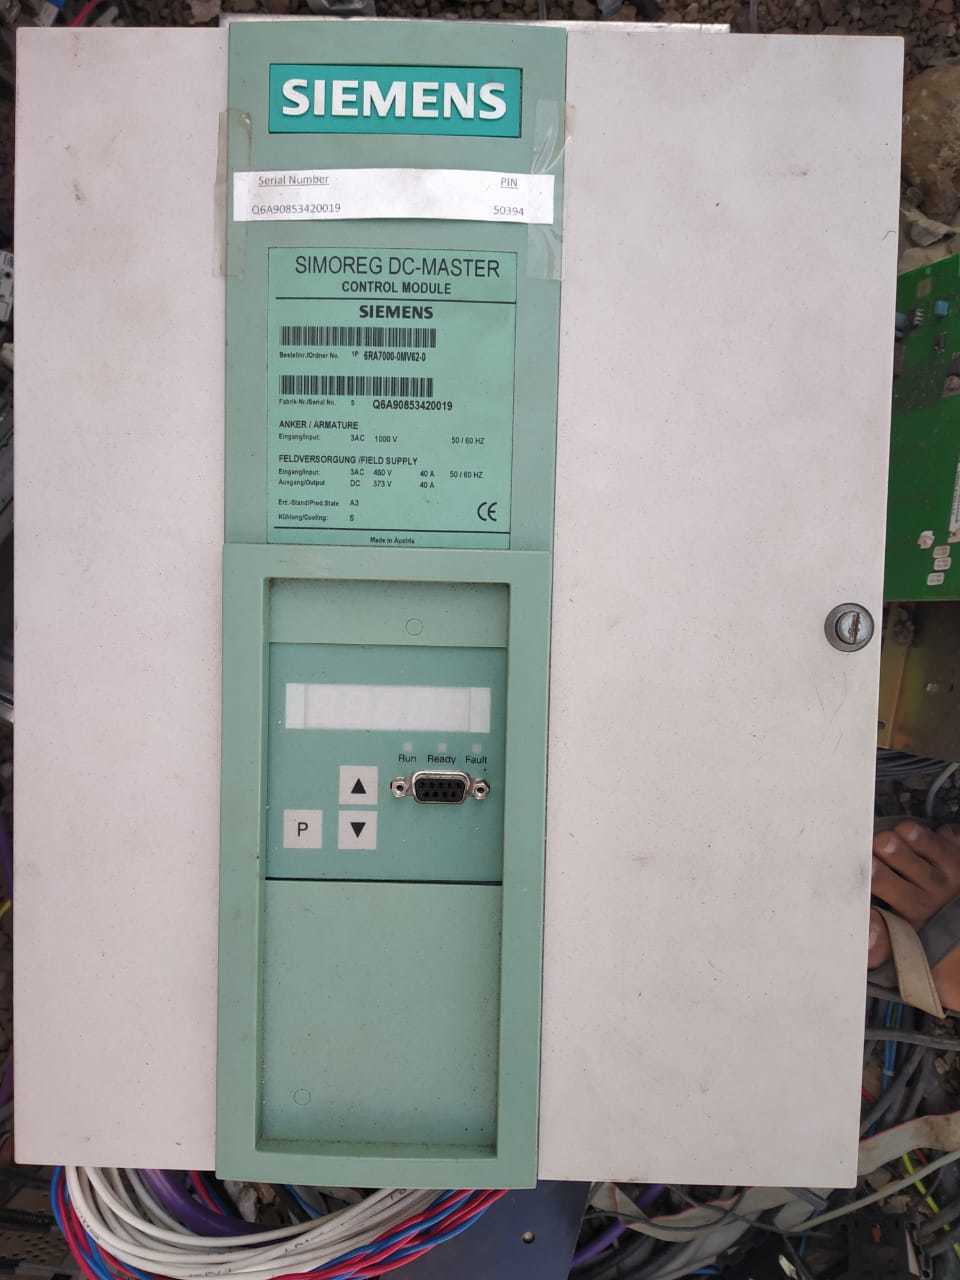 SIEMENS
Serial Number PIN
Q6A90853420019 50394
SIMOREG DC-MASTER
CONTROL MODULE
SIEMENS
Bestellnr./Ordner No. 1P 6RA7000-0MV62-0
Fabrik-Nr./Serial No. S Q6A90853420019
ANKER / ARMATURE
Eingang/Input: 3AC 1000 V 50 / 60 HZ
FELDVERSORGUNG /FIELD SUPPLY
Eingang/Input: 3AC 460 V 40 A 50 / 60 HZ
Ausgang/Output DC 373 V 40 A
Erz.-Stand/Prod.State A3
Kühlung/Cooling: S
CE
Made in Austria
Run Ready Fault
▲
P ▼